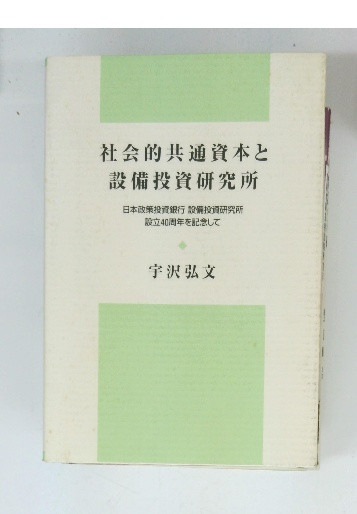 社会的共通資本と
設備投資研究所
日本政策投資銀行 設備投資研究所
設立40周年を記念して
宇沢弘文